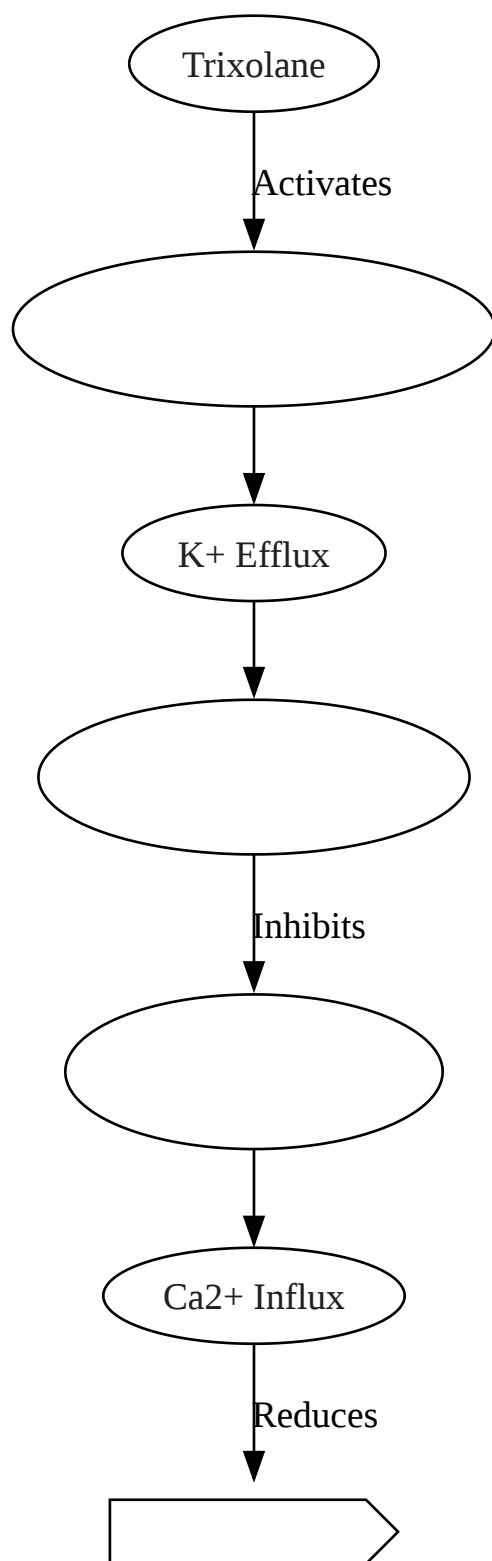 Trixolane
Activates
K+ Efflux
Inhibits
Ca2+ Influx
Reduces